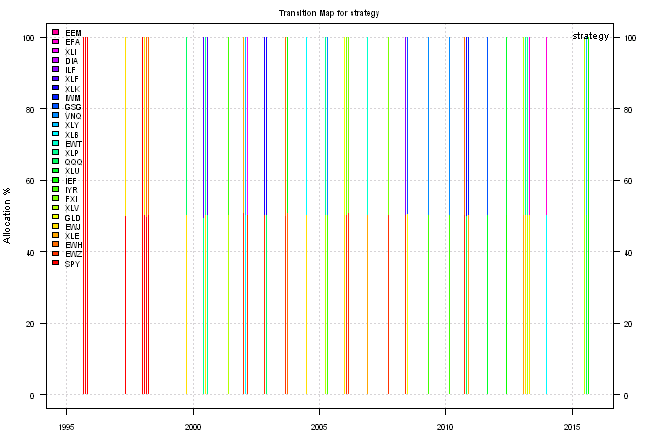 Transition Map for strategy
strategy
Allocation %
100
80
60
40
20
0
100
80
60
40
20
0
EEM
EFA
XLI
DIA
ILF
XLF
XLK
IWM
GSG
VNQ
XLY
XLB
EWT
XLP
QQQ
XLU
IEF
IYR
FXI
XLV
GLD
EWJ
XLE
EWH
EWZ
SPY
1995
2000
2005
2010
2015